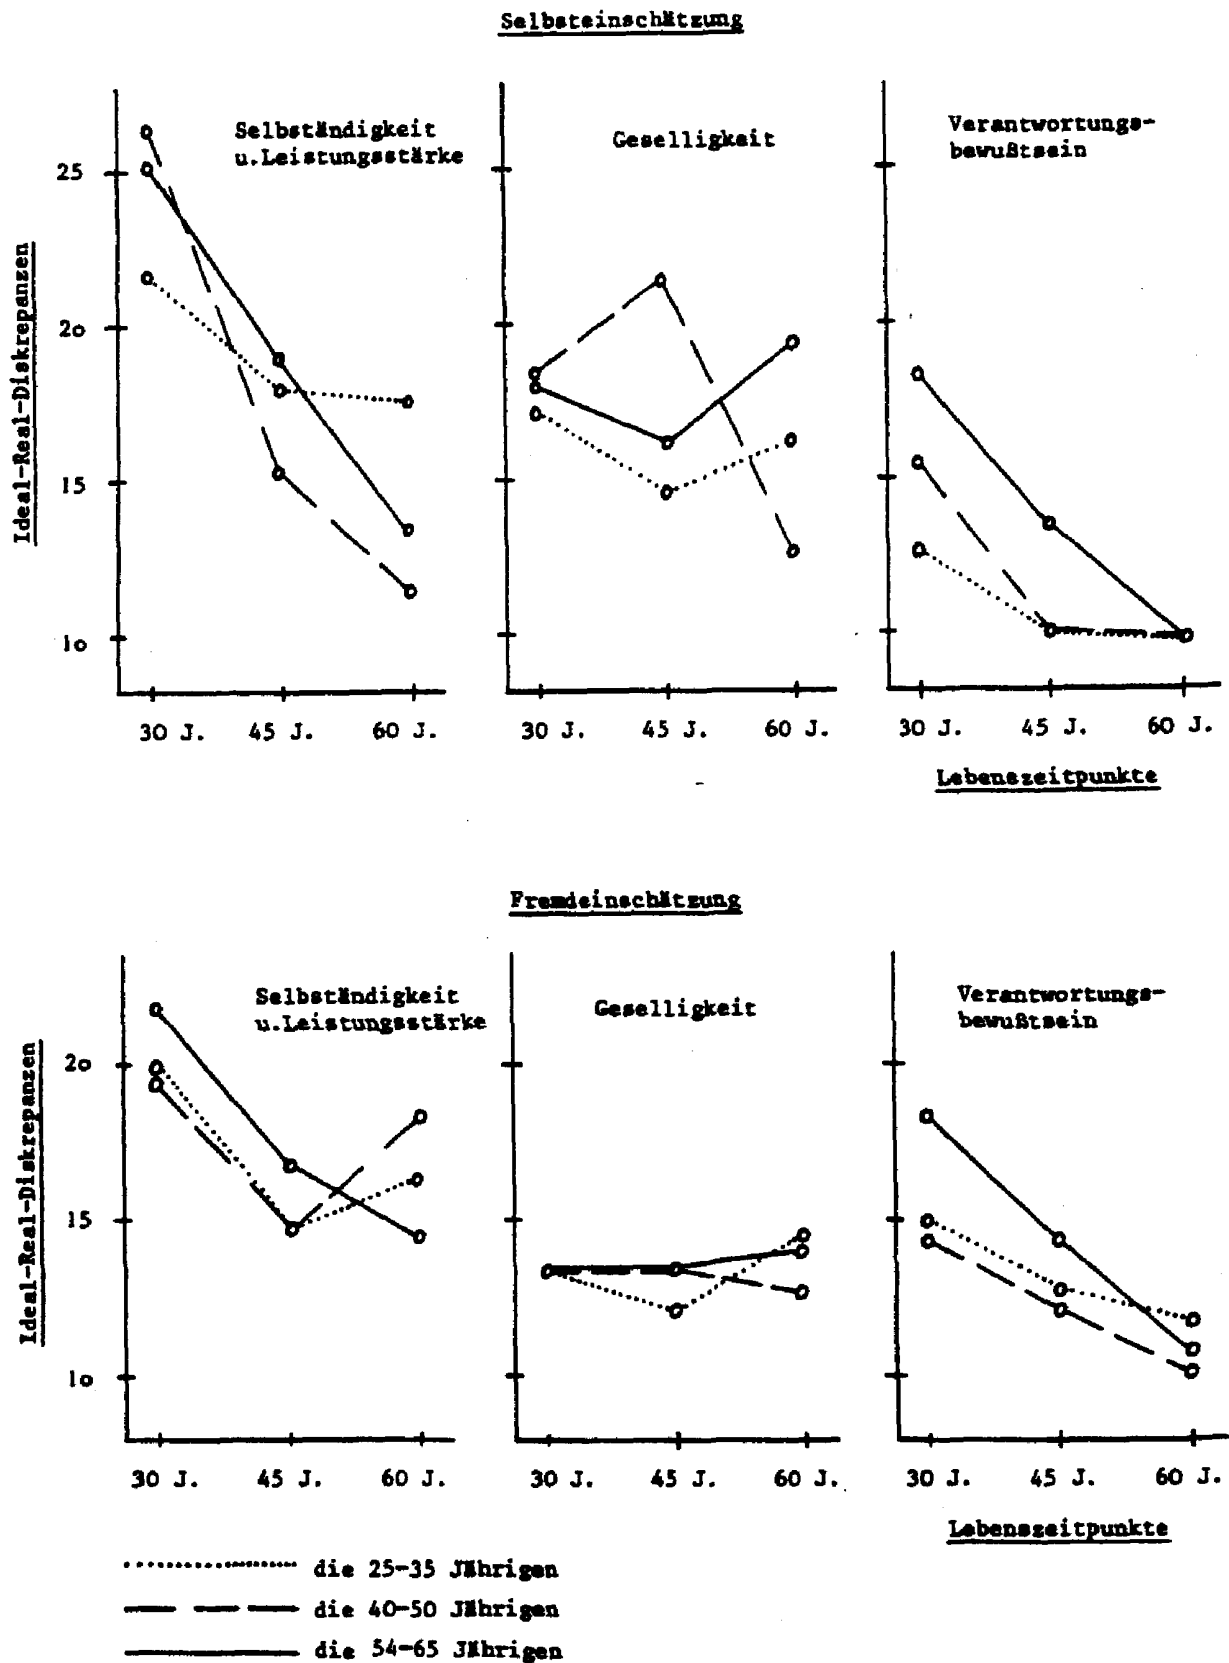 Selbsteinschätzung
Selbständigkeit
u.Leistungsstärke
Geselligkeit
Verantwortungs-
bewußtsein
Ideal-Real-Diskrepanzen
25
2o
15
1o
30 J. 45 J. 60 J.
30 J. 45 J. 60 J.
30 J. 45 J. 60 J.
Lebenszeitpunkte
Fremdeinschätzung
Selbständigkeit
u.Leistungsstärke
Geselligkeit
Verantwortungs-
bewußtsein
Ideal-Real-Diskrepanzen
2o
15
1o
30 J. 45 J. 60 J.
30 J. 45 J. 60 J.
30 J. 45 J. 60 J.
Lebenszeitpunkte
die 25-35 Jährigen
die 40-50 Jährigen
die 54-65 Jährigen